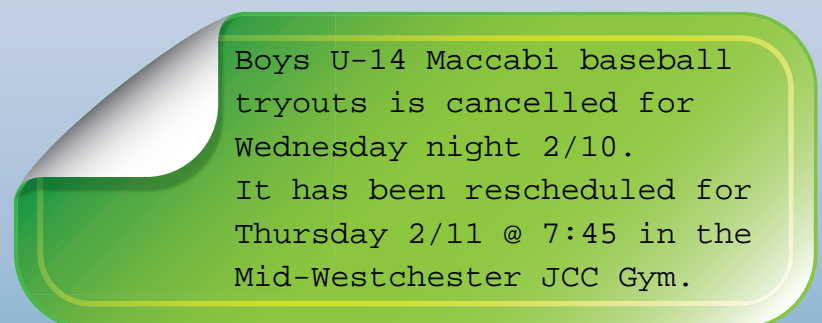 Boys U-14 Maccabi baseball
tryouts is cancelled for
Wednesday night 2/10.
It has been rescheduled for
Thursday 2/11 @ 7:45 in the
Mid-Westchester JCC Gym.